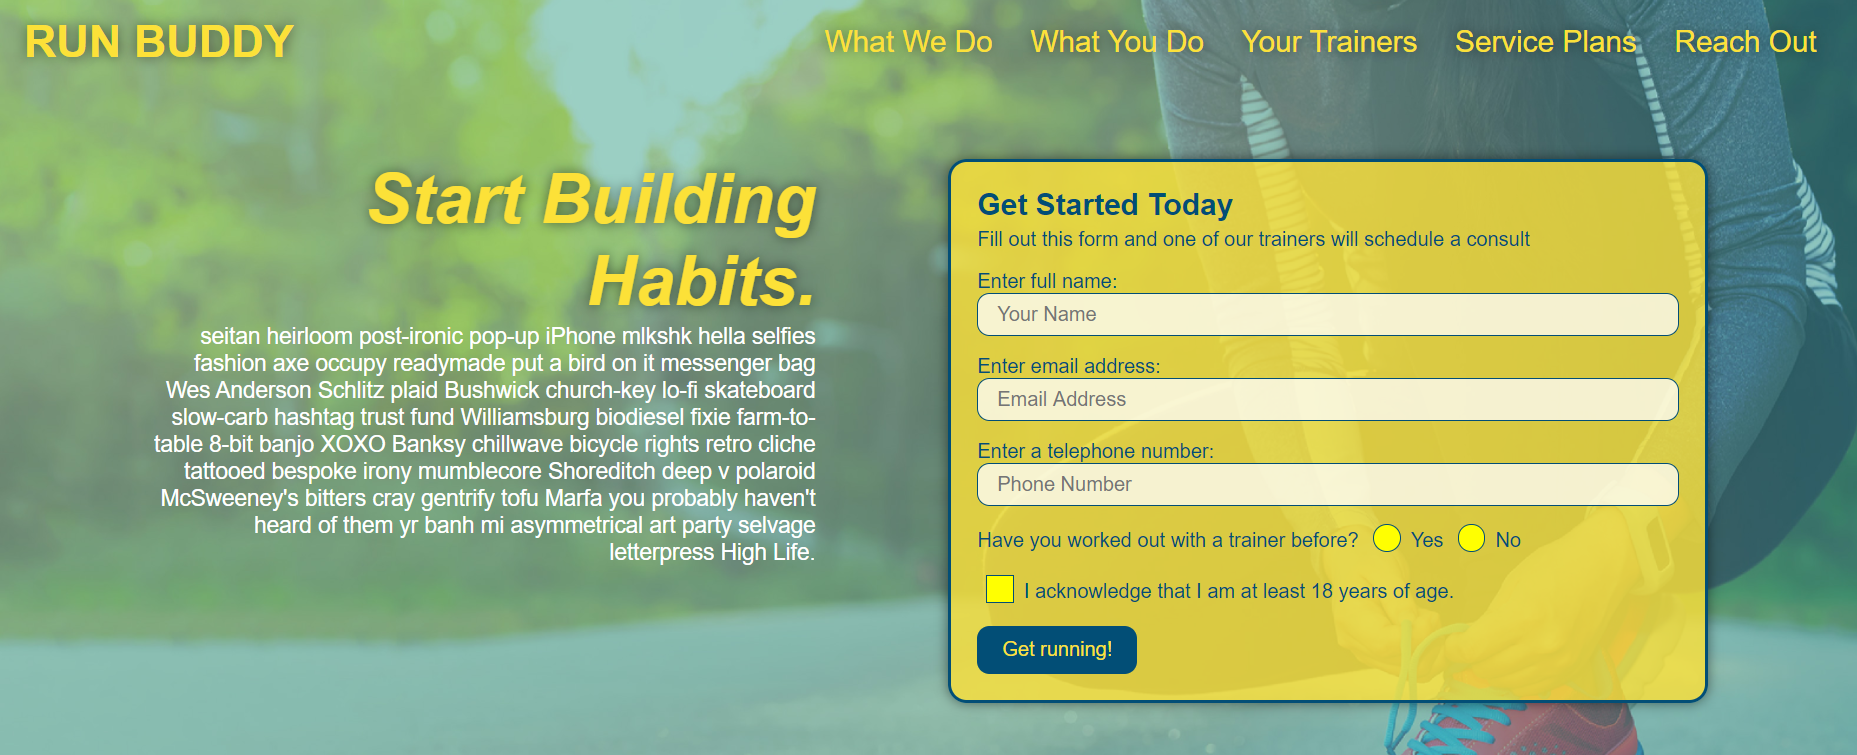 RUN BUDDY
What We Do What You Do Your Trainers Service Plans Reach Out
Start Building
Habits.
seitan heirloom post-ironic pop-up iPhone mlkshk hella selfies
fashion axe occupy readymade put a bird on it messenger bag
Wes Anderson Schlitz plaid Bushwick church-key lo-fi skateboard
slow-carb hashtag trust fund Williamsburg biodiesel fixie farm-to-
table 8-bit banjo XOXO Banksy chillwave bicycle rights retro cliche
tattooed bespoke irony mumblecore Shoreditch deep v polaroid
McSweeney's bitters cray gentrify tofu Marfa you probably haven't
heard of them yr banh mi asymmetrical art party selvage
letterpress High Life.
Get Started Today
Fill out this form and one of our trainers will schedule a consult
Enter full name:
Your Name
Enter email address:
Email Address
Enter a telephone number:
Phone Number
Have you worked out with a trainer before? Yes No
I acknowledge that I am at least 18 years of age.
Get running!